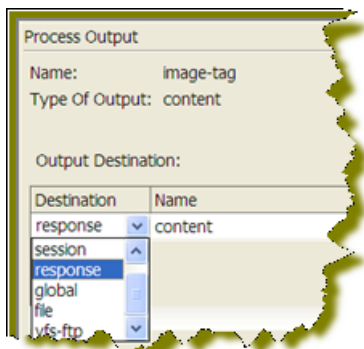 Process Output
Name: image-tag
Type Of Output: content
Output Destination:
Destination Name
response content
session
response
global
file
vfs-ftp